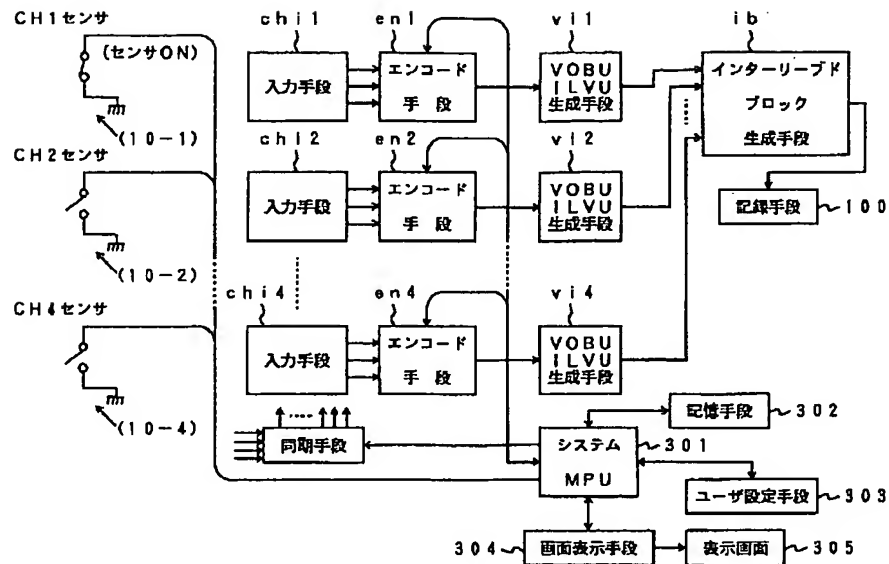 CH1センサ
(センサON)
(10-1)
CH2センサ
(10-2)
CH4センサ
(10-4)
chi1
en1
vi1
ib
入力手段
エンコード
手 段
VOBU
ILVU
生成手段
インターリーブド
ブロック
生成手段
chi2
en2
vi2
入力手段
エンコード
手 段
VOBU
ILVU
生成手段
記録手段
100
chi4
en4
vi4
入力手段
エンコード
手 段
VOBU
ILVU
生成手段
同期手段
システム
MPU
301
記憶手段
302
ユーザ設定手段
303
304
画面表示手段
表示画面
305